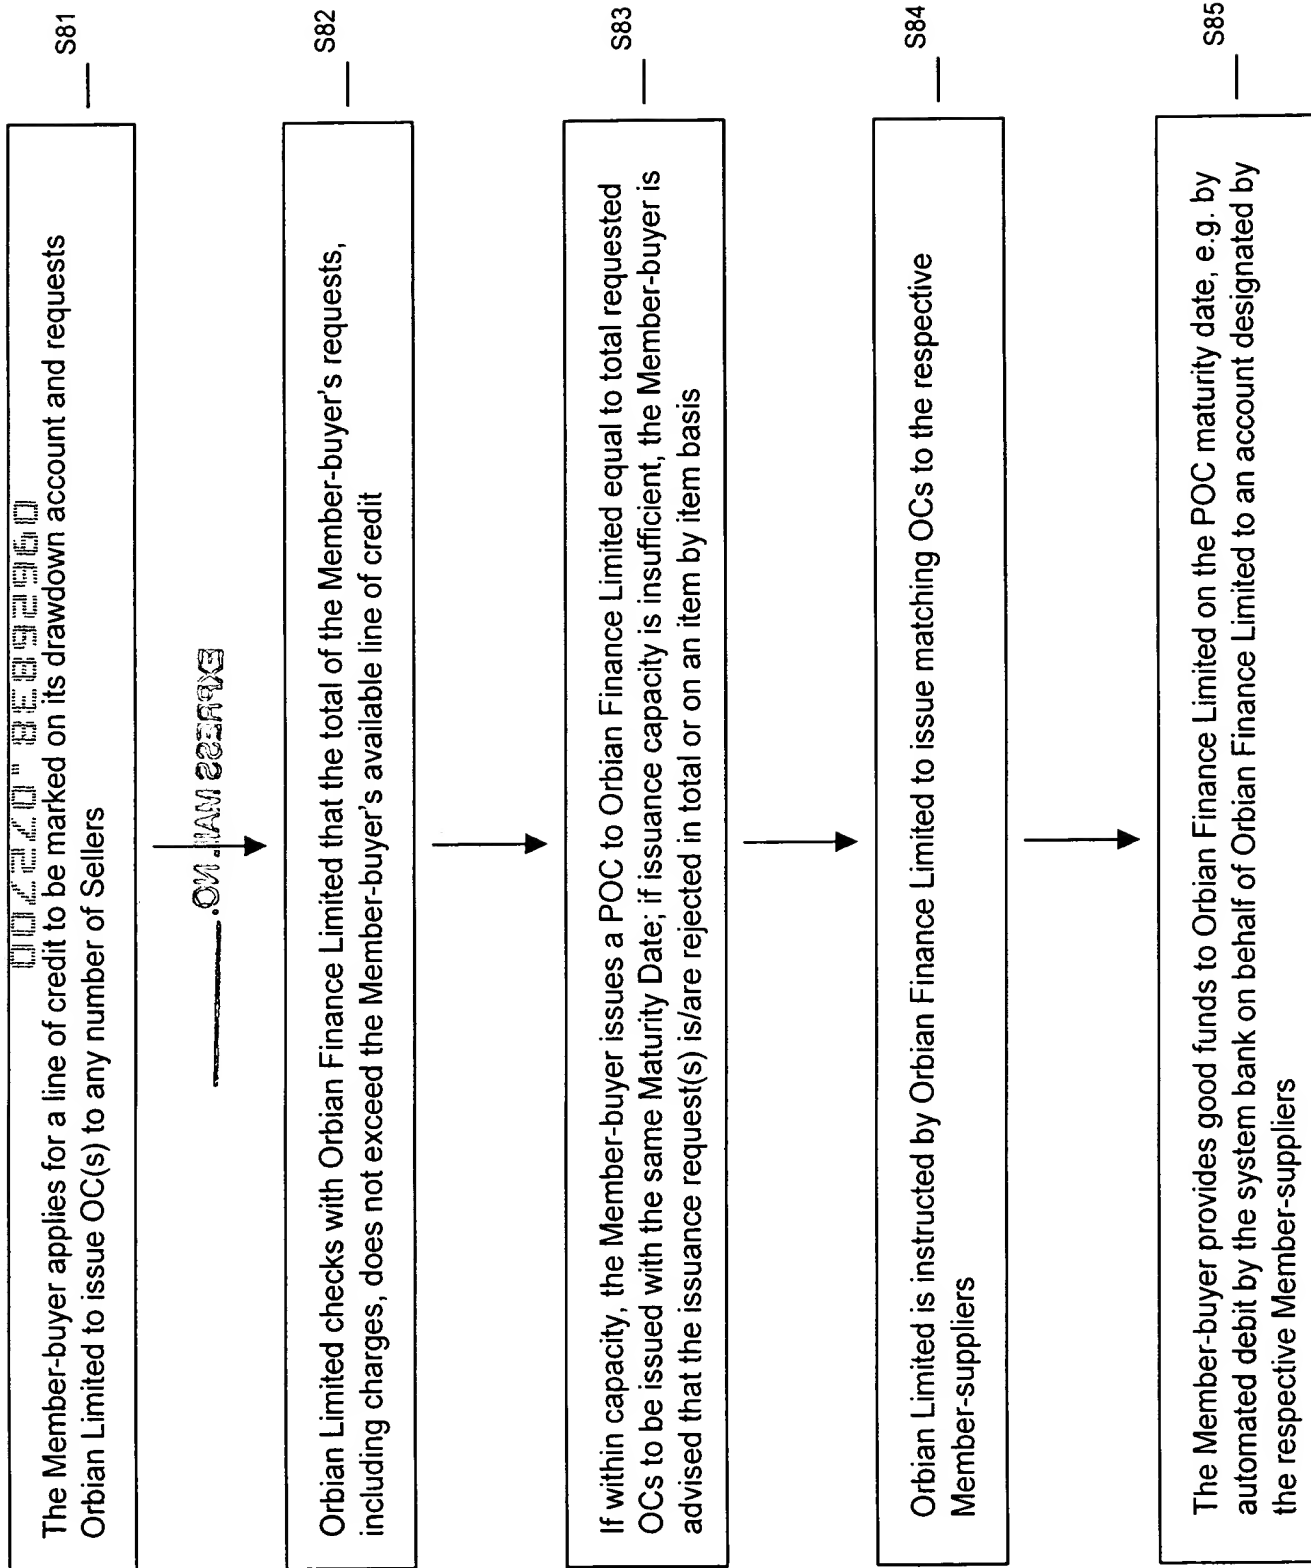 09626838 "072700
The Member-buyer applies for a line of credit to be marked on its drawdown account and requests
Orbian Limited to issue OC(s) to any number of Sellers
S81
EXPRESS MAIL NO.
Orbian Limited checks with Orbian Finance Limited that the total of the Member-buyer's requests,
including charges, does not exceed the Member-buyer's available line of credit
S82
If within capacity, the Member-buyer issues a POC to Orbian Finance Limited equal to total requested
OCs to be issued with the same Maturity Date; if issuance capacity is insufficient, the Member-buyer is
advised that the issuance request(s) is/are rejected in total or on an item by item basis
S83
Orbian Limited is instructed by Orbian Finance Limited to issue matching OCs to the respective
Member-suppliers
S84
The Member-buyer provides good funds to Orbian Finance Limited on the POC maturity date, e.g. by
automated debit by the system bank on behalf of Orbian Finance Limited to an account designated by
the respective Member-suppliers
S85